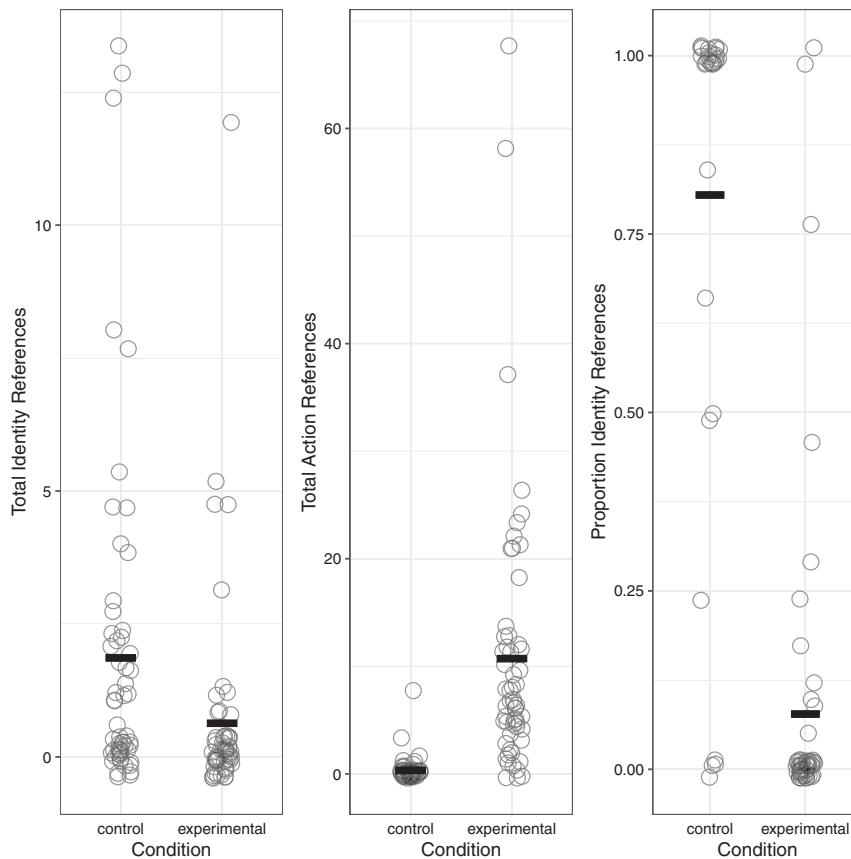 Total Identity References
10
5
0
control
experimental
Condition
Total Action References
60
40
20
0
control
experimental
Condition
Proportion Identity References
1.00
0.75
0.50
0.25
0.00
control
experimental
Condition